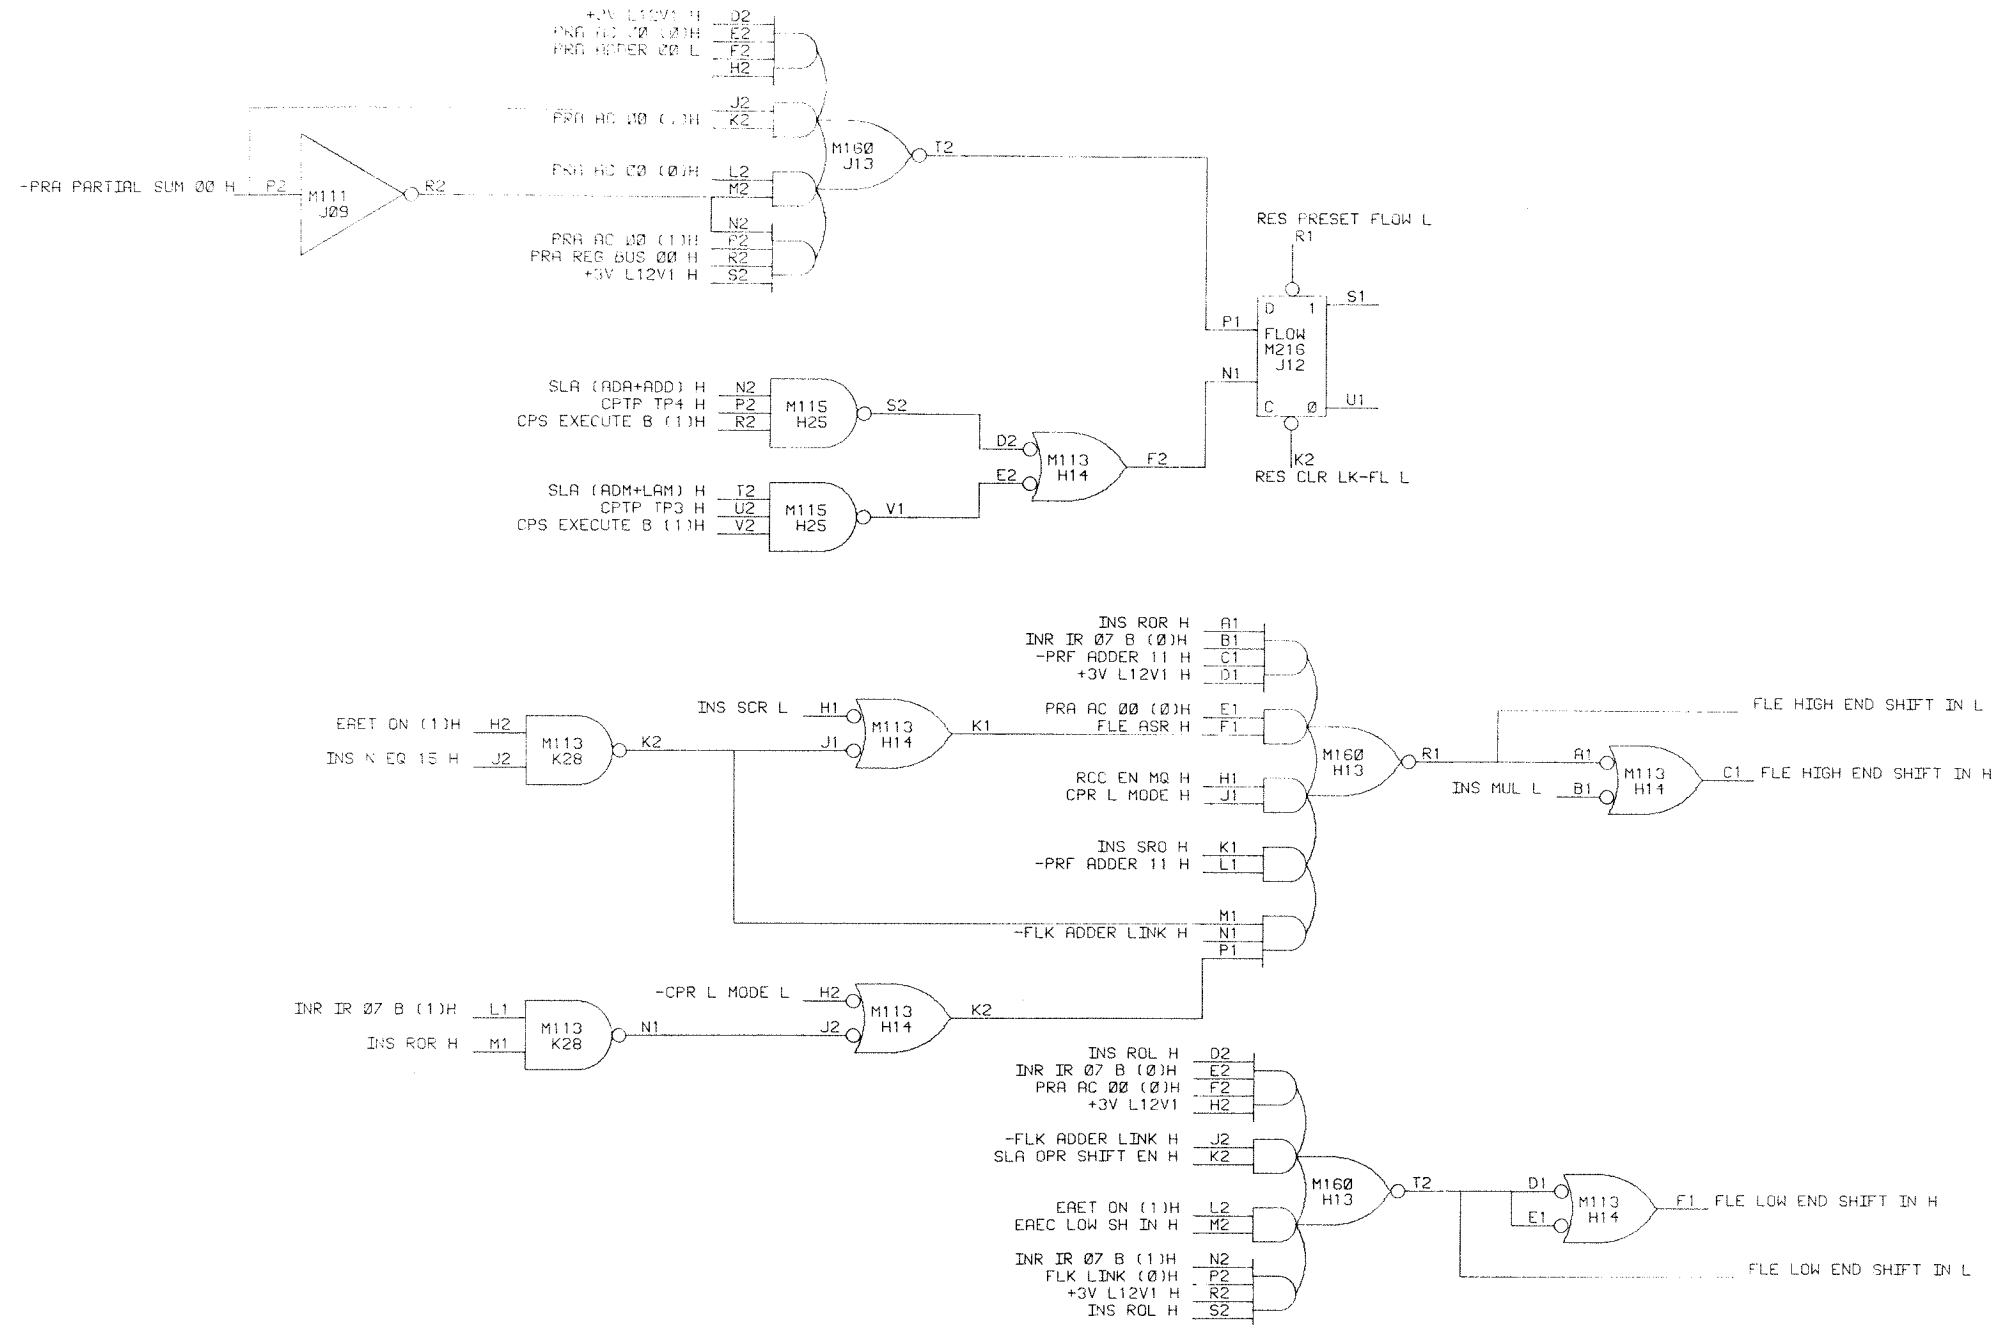 +3V L12V1 H D2
PRA AC 00 (0)H E2
PRA ADDER 00 L F2
H2
J2
PRA AC 00 H K2
M160 J13 T2
PRA AC 00 (0)H L2
M2
-PRA PARTIAL SUM 00 H P2
M111 J09 R2
N2
PRA AC 00 (1)H P2
PRA REG BUS 00 H R2
+3V L12V1 H S2
RES PRESET FLOW L
R1
D 1 S1
P1 FLOW
M216
J12
N1
C 0 U1
K2
RES CLR LK-FL L
SLA (ADA+ADD) H N2
CPTP TP4 H P2
CPS EXECUTE B (1)H R2
M115 H25 S2
D2
M113 H14 F2
E2
SLA (ADM+LAM) H T2
CPTP TP3 H U2
CPS EXECUTE B (1)H V2
M115 H25 V1
INS ROR H A1
INR IR 07 B (0)H B1
-PRF ADDER 11 H C1
+3V L12V1 H D1
PRA AC 00 (0)H E1
FLE ASR H F1
RCC EN MQ H H1
CPR L MODE H J1
INS SRO H K1
-PRF ADDER 11 H L1
M1
-FLK ADDER LINK H N1
P1
M160 H13 R1
FLE HIGH END SHIFT IN L
A1
INS MUL L B1
M113 H14 C1 FLE HIGH END SHIFT IN H
EAET ON (1)H H2
INS N EQ 15 H J2
M113 K28 K2
INS SCR L H1
J1
M113 H14 K1
INR IR 07 B (1)H L1
INS ROR H M1
M113 K28 N1
-CPR L MODE L H2
J2
M113 H14 K2
INS ROL H D2
INR IR 07 B (0)H E2
PRA AC 00 (0)H F2
+3V L12V1 H2
-FLK ADDER LINK H J2
SLA OPR SHIFT EN H K2
EAET ON (1)H L2
EAEC LOW SH IN H M2
INR IR 07 B (1)H N2
FLK LINK (0)H P2
+3V L12V1 H R2
INS ROL H S2
M160 H13 T2
D1
E1
M113 H14 F1 FLE LOW END SHIFT IN H
FLE LOW END SHIFT IN L